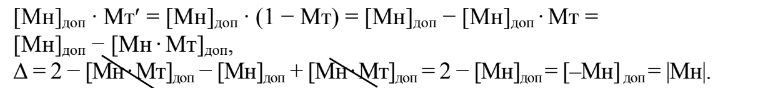 [Мн]доп · Мт′ = [Мн]доп · (1 − Мт) = [Мн]доп − [Мн]доп · Мт =
[Мн]доп − [Мн · Мт]доп,
Δ = 2 − [Мн·Мт]доп − [Мн]доп + [Мн·Мт]доп = 2 − [Мн]доп = [–Мн] доп = |Мн|.